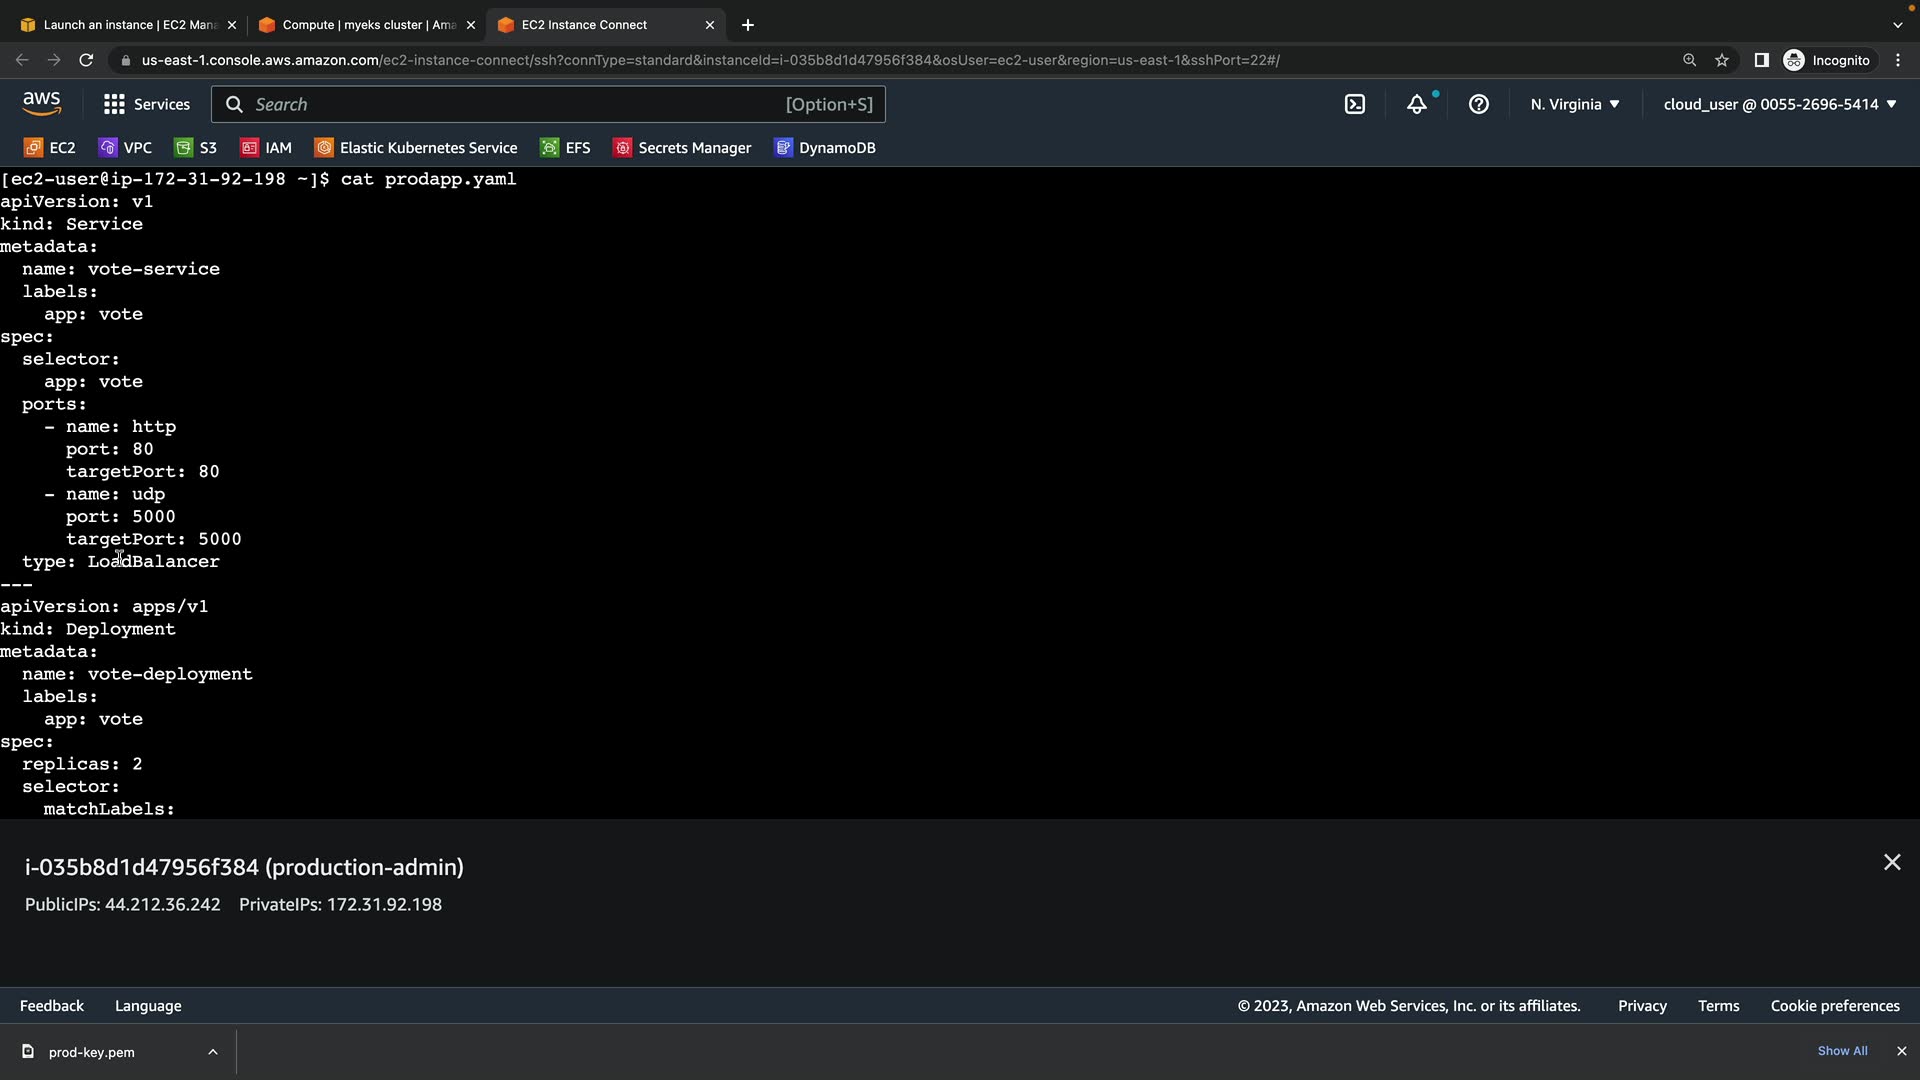 Launch an instance | EC2 Mana
Compute | myeks cluster | Ama
EC2 Instance Connect
us-east-1.console.aws.amazon.com/ec2-instance-connect/ssh?connType=standard&instanceId=i-035b8d1d47956f384&osUser=ec2-user&region=us-east-1&sshPort=22#/
Incognito
aws
Services
Search
[Option+S]
N. Virginia
cloud_user @ 0055-2696-5414
EC2
VPC
S3
IAM
Elastic Kubernetes Service
EFS
Secrets Manager
DynamoDB
[ec2-user@ip-172-31-92-198 ~]$ cat prodapp.yaml
apiVersion: v1
kind: Service
metadata:
  name: vote-service
  labels:
    app: vote
spec:
  selector:
    app: vote
  ports:
    - name: http
      port: 80
      targetPort: 80
    - name: udp
      port: 5000
      targetPort: 5000
  type: LoadBalancer
---
apiVersion: apps/v1
kind: Deployment
metadata:
  name: vote-deployment
  labels:
    app: vote
spec:
  replicas: 2
  selector:
    matchLabels:
i-035b8d1d47956f384 (production-admin)
PublicIPs: 44.212.36.242 PrivateIPs: 172.31.92.198
Feedback
Language
© 2023, Amazon Web Services, Inc. or its affiliates.
Privacy
Terms
Cookie preferences
prod-key.pem
Show All